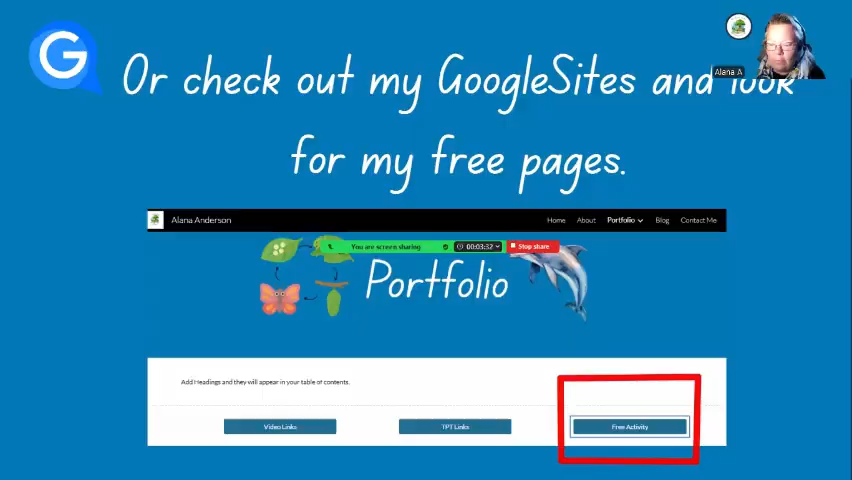 G
Or check out my GoogleSites and look
for my free pages.
Alana A
Alana Anderson
Home About Portfolio Blog Contact Me
You are screen sharing 00:03:32 Stop share
Portfolio
Add Headings and they will appear in your table of contents.
Video Links TPT Links Free Activity